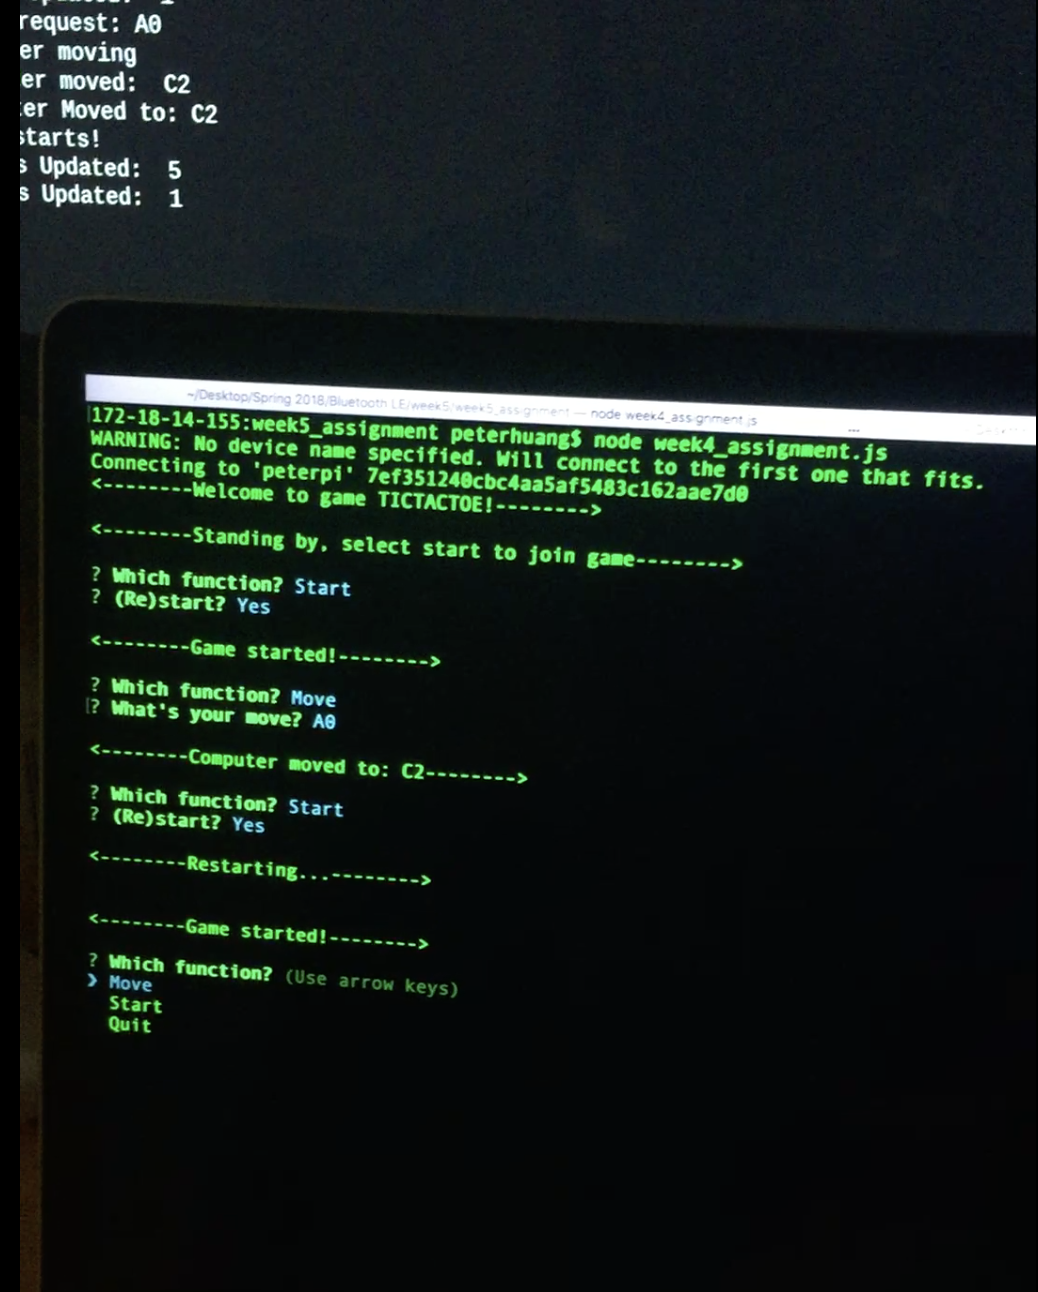 request: A0
er moving
er moved:  C2
er Moved to: C2
starts!
s Updated:  5
s Updated:  1
~/Desktop/Spring 2018/Bluetooth LE/week5/week5_assignment — node week4_assignment.js
172-18-14-155:week5_assignment peterhuang$ node week4_assignment.js
WARNING: No device name specified. Will connect to the first one that fits.
Connecting to 'peterpi' 7ef351240cbc4aa5af5483c162aae7d0
<--------Welcome to game TICTACTOE!-------->
<--------Standing by, select start to join game-------->
? Which function? Start
? (Re)start? Yes
<--------Game started!-------->
? Which function? Move
? What's your move? A0
<--------Computer moved to: C2-------->
? Which function? Start
? (Re)start? Yes
<--------Restarting...-------->
<--------Game started!-------->
? Which function? (Use arrow keys)
❯ Move
Start
Quit